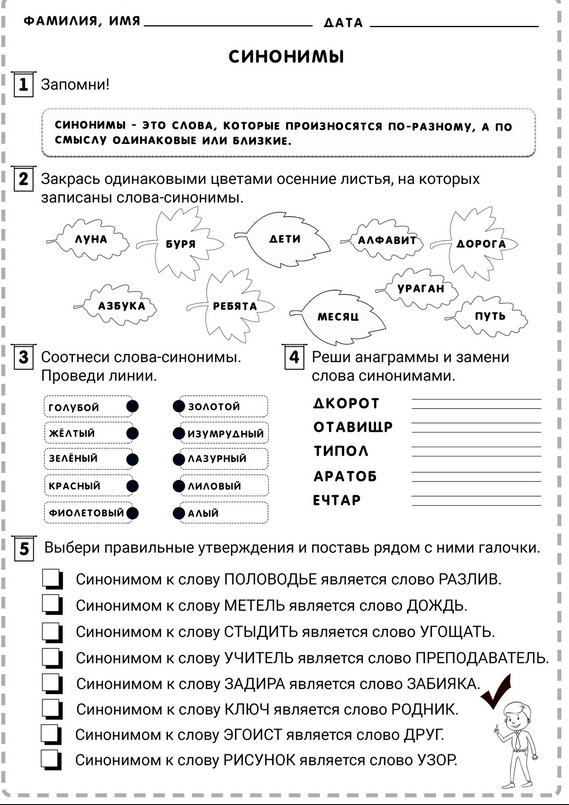 ФАМИЛИЯ, ИМЯ ДАТА
СИНОНИМЫ
1 Запомни!
СИНОНИМЫ - ЭТО СЛОВА, КОТОРЫЕ ПРОИЗНОСЯТСЯ ПО-РАЗНОМУ, А ПО
СМЫСЛУ ОДИНАКОВЫЕ ИЛИ БЛИЗКИЕ.
2 Закрась одинаковыми цветами осенние листья, на которых
записаны слова-синонимы.
ЛУНА БУРЯ ДЕТИ АЛФАВИТ ДОРОГА
АЗБУКА РЕБЯТА МЕСЯЦ УРАГАН ПУТЬ
3 Соотнеси слова-синонимы.
Проведи линии.
ГОЛУБОЙ ЗОЛОТОЙ
ЖЁЛТЫЙ ИЗУМРУДНЫЙ
ЗЕЛЁНЫЙ ЛАЗУРНЫЙ
КРАСНЫЙ ЛИЛОВЫЙ
ФИОЛЕТОВЫЙ АЛЫЙ
4 Реши анаграммы и замени
слова синонимами.
ДКОРОТ
ОТАВИЩР
ТИПОЛ
АРАТОБ
ЕЧТАР
5 Выбери правильные утверждения и поставь рядом с ними галочки.
Синонимом к слову ПОЛОВОДЬЕ является слово РАЗЛИВ.
Синонимом к слову МЕТЕЛЬ является слово ДОЖДЬ.
Синонимом к слову СТЫДИТЬ является слово УГОЩАТЬ.
Синонимом к слову УЧИТЕЛЬ является слово ПРЕПОДАВАТЕЛЬ.
Синонимом к слову ЗАДИРА является слово ЗАБИЯКА.
Синонимом к слову КЛЮЧ является слово РОДНИК.
Синонимом к слову ЭГОИСТ является слово ДРУГ.
Синонимом к слову РИСУНОК является слово УЗОР.